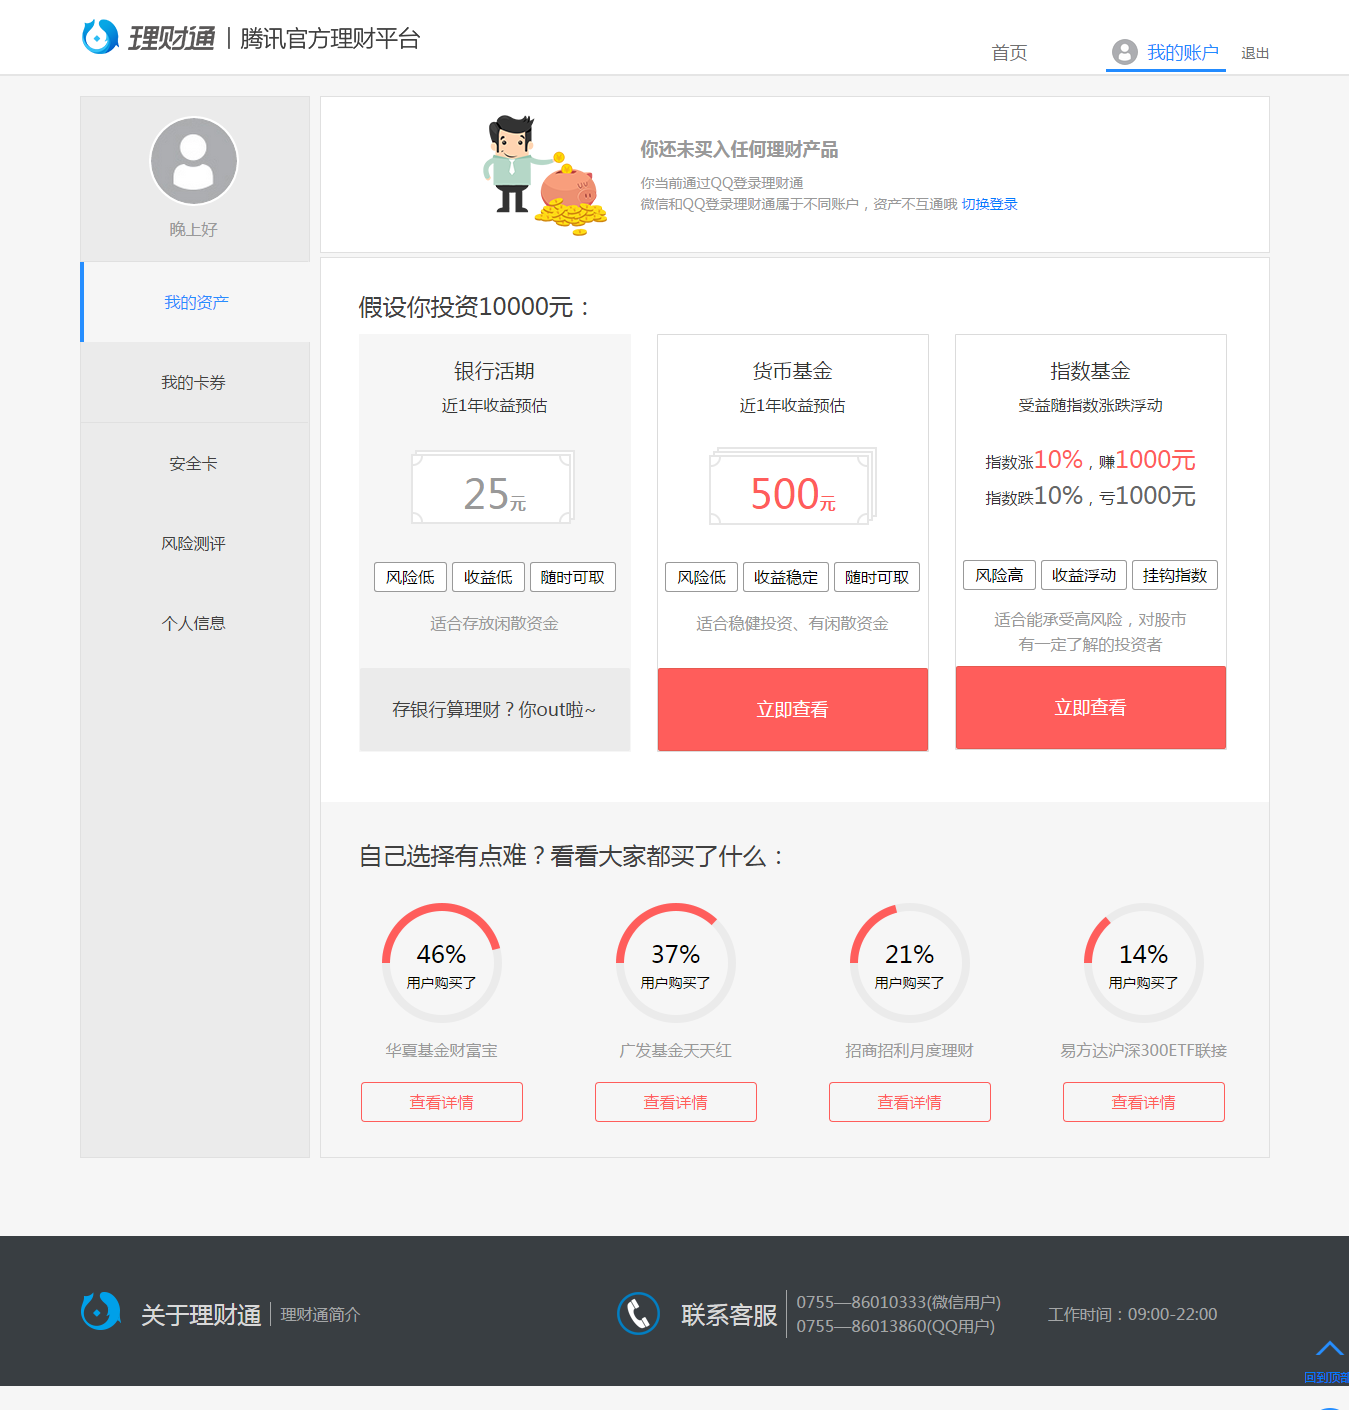 理财通 | 腾讯官方理财平台
首页
我的账户
退出
晚上好
我的资产
我的卡券
安全卡
风险测评
个人信息
你还未买入任何理财产品
你当前通过QQ登录理财通
微信和QQ登录理财通属于不同账户，资产不互通哦 切换登录
假设你投资10000元：
银行活期
近1年收益预估
25元
风险低 收益低 随时可取
适合存放闲散资金
存银行算理财？你out啦~
货币基金
近1年收益预估
500元
风险低 收益稳定 随时可取
适合稳健投资、有闲散资金
立即查看
指数基金
受益随指数涨跌浮动
指数涨10%，赚1000元
指数跌10%，亏1000元
风险高 收益浮动 挂钩指数
适合能承受高风险，对股市
有一定了解的投资者
立即查看
自己选择有点难？看看大家都买了什么：
46%
用户购买了
华夏基金财富宝
查看详情
37%
用户购买了
广发基金天天红
查看详情
21%
用户购买了
招商招利月度理财
查看详情
14%
用户购买了
易方达沪深300ETF联接
查看详情
关于理财通
理财通简介
联系客服
0755—86010333(微信用户)
0755—86013860(QQ用户)
工作时间：09:00-22:00
回到顶部